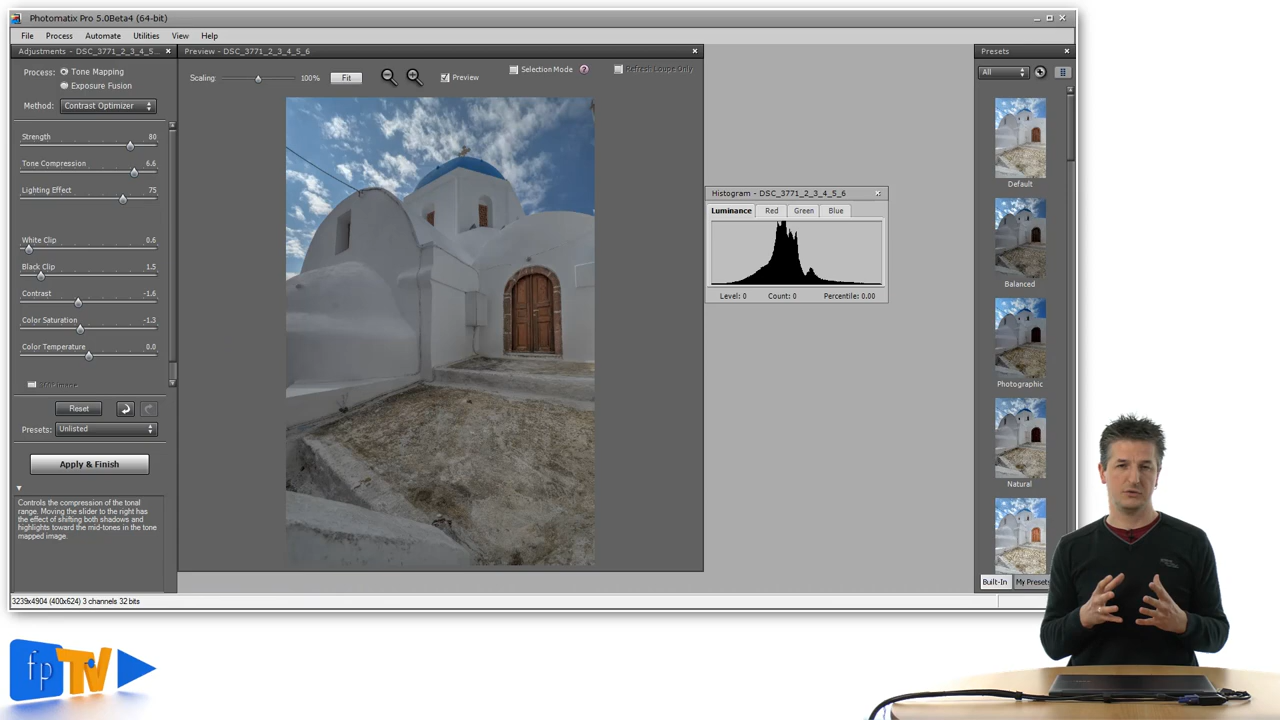 Photomatix Pro 5.0Beta4 (64-bit)
File Process Automate Utilities View Help
Adjustments - DSC_3771_2_3_4_5...
Process:
Tone Mapping
Exposure Fusion
Method: Contrast Optimizer
Strength 80
Tone Compression 6.6
Lighting Effect 75
White Clip 0.6
Black Clip 1.5
Contrast -1.6
Color Saturation -1.3
Color Temperature 0.0
Reset
Presets: Unlisted
Apply & Finish
Controls the compression of the tonal
range. Moving the slider to the right has
the effect of shifting both shadows and
highlights toward the mid-tones in the tone
mapped image.
3239x4904 (400x624) 3 channels 32 bits
Preview - DSC_3771_2_3_4_5_6
Scaling: 100% Fit
Preview
Selection Mode
Refresh Loupe Only
Histogram - DSC_3771_2_3_4_5_6
Luminance Red Green Blue
Level: 0 Count: 0 Percentile: 0.00
Presets
All
Default
Balanced
Photographic
Natural
Built-In My Presets
fpTV